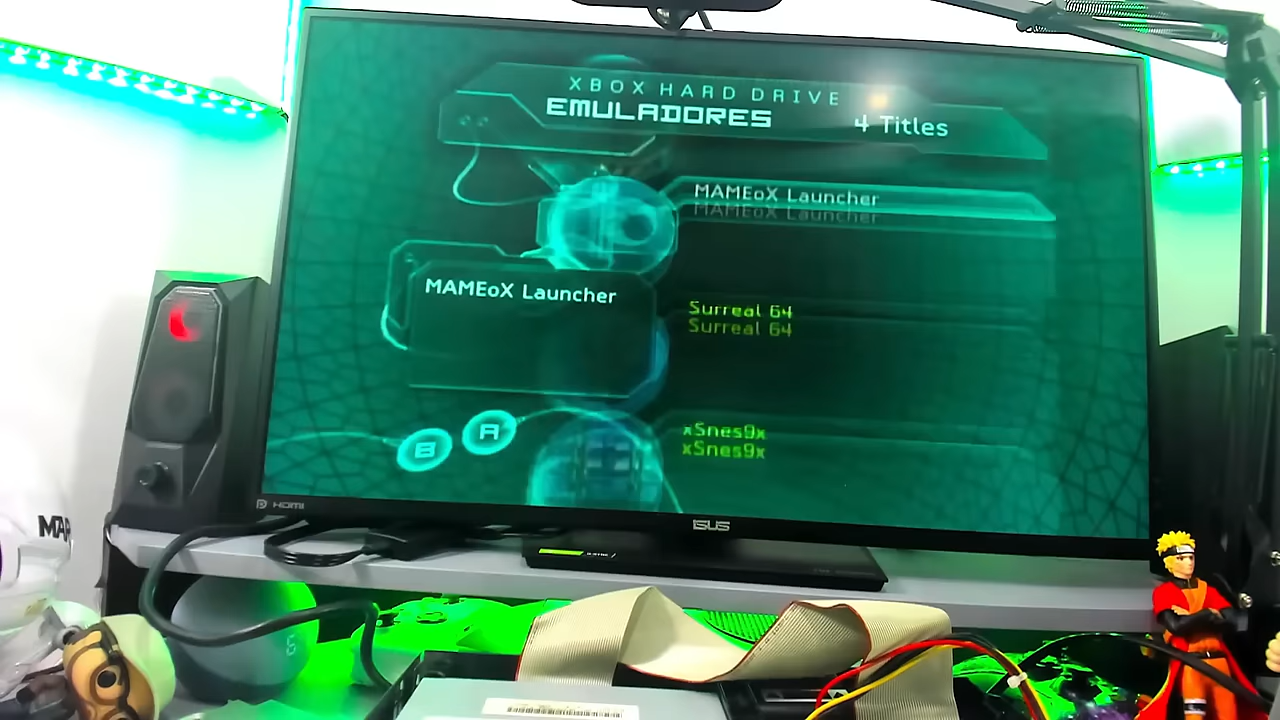 XBOX HARD DRIVE
EMULADORES
4 Titles
MAMEoX Launcher
MAMEoX Launcher
MAMEoX Launcher
Surreal 64
Surreal 64
xSnes9x
xSnes9x
B
A
HDMI
ASUS